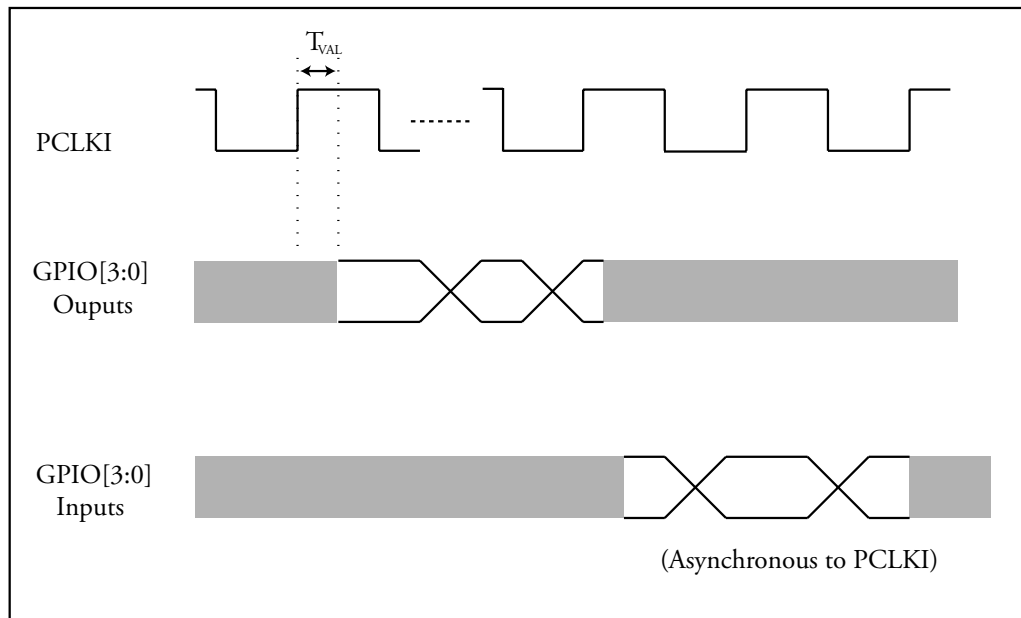 TVAL
PCLKI
GPIO[3:0]
Ouputs
GPIO[3:0]
Inputs
(Asynchronous to PCLKI)